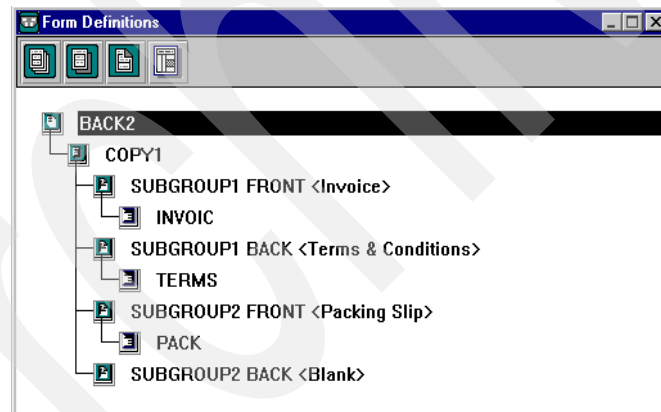 Form Definitions
BACK2
COPY1
SUBGROUP1 FRONT <Invoice>
INVOIC
SUBGROUP1 BACK <Terms & Conditions>
TERMS
SUBGROUP2 FRONT <Packing Slip>
PACK
SUBGROUP2 BACK <Blank>